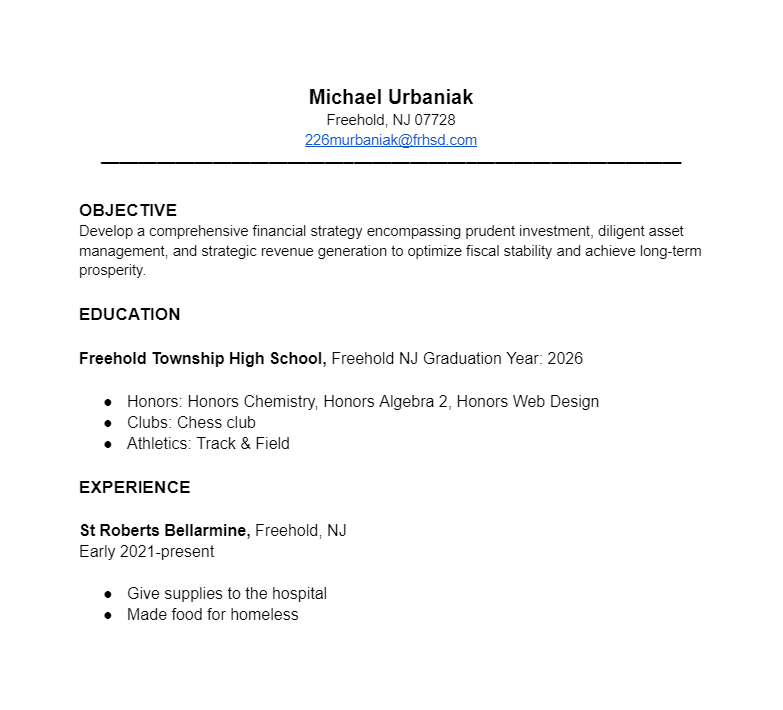 Michael Urbaniak
Freehold, NJ 07728
226murbaniak@frhsd.com
OBJECTIVE
Develop a comprehensive financial strategy encompassing prudent investment, diligent asset
management, and strategic revenue generation to optimize fiscal stability and achieve long-term
prosperity.
EDUCATION
Freehold Township High School, Freehold NJ Graduation Year: 2026
● Honors: Honors Chemistry, Honors Algebra 2, Honors Web Design
● Clubs: Chess club
● Athletics: Track & Field
EXPERIENCE
St Roberts Bellarmine, Freehold, NJ
Early 2021-present
● Give supplies to the hospital
● Made food for homeless